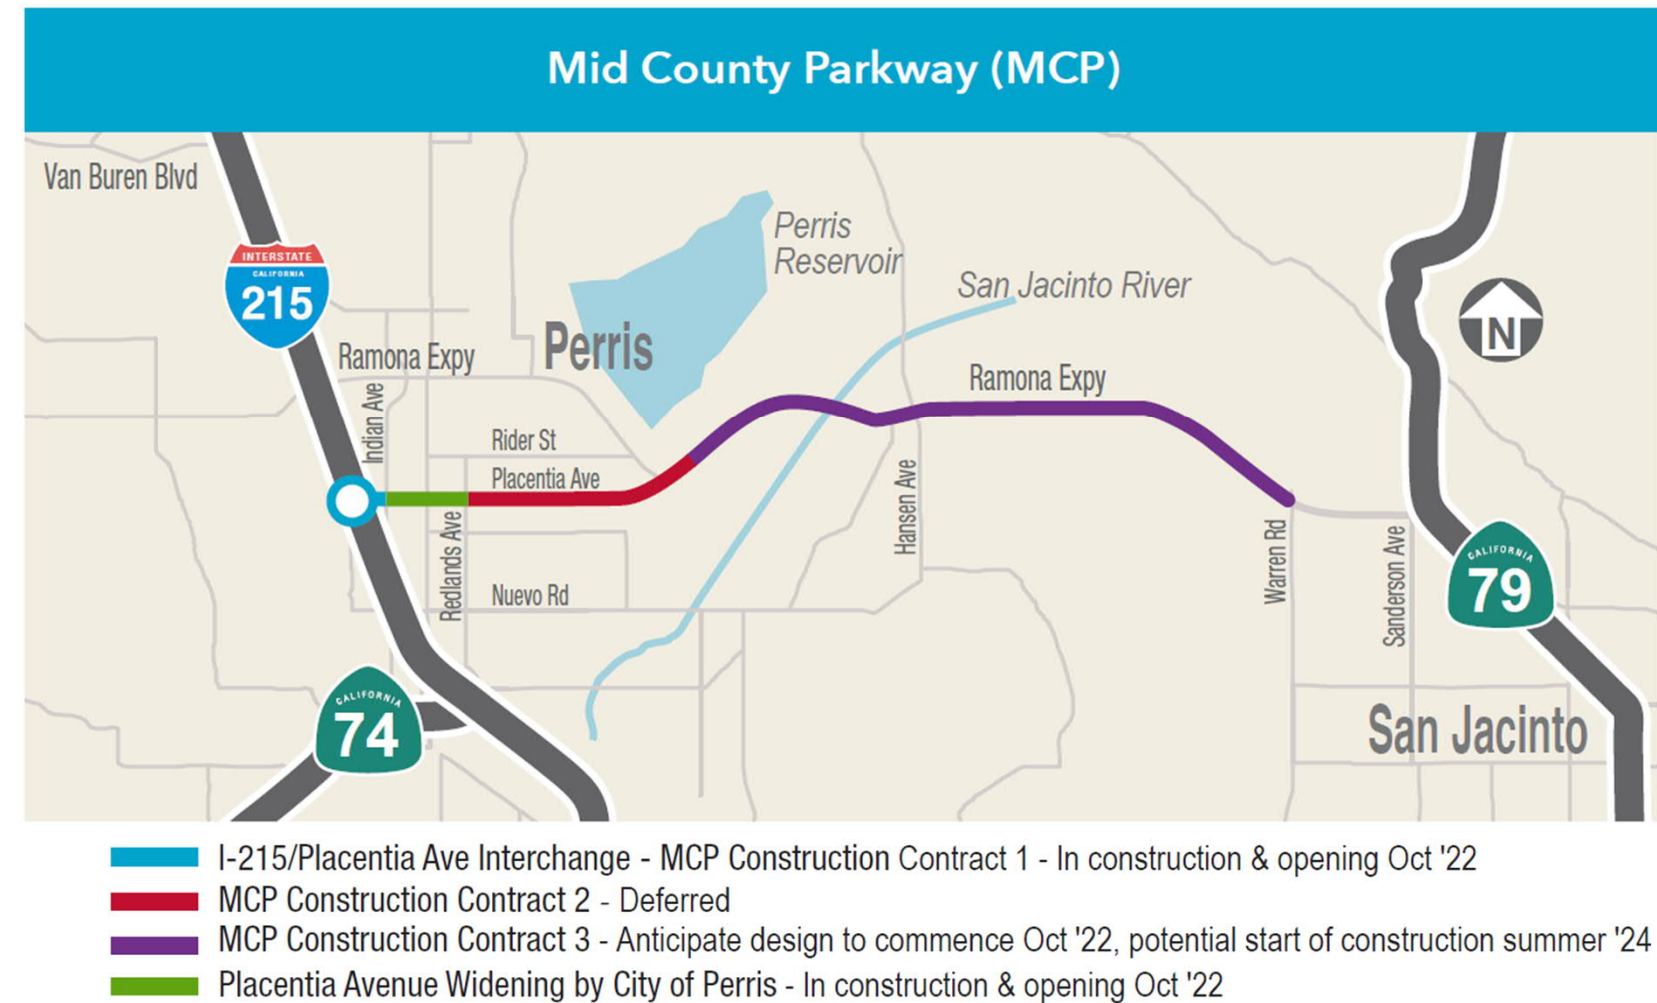 Mid County Parkway (MCP)
Van Buren Blvd
INTERSTATE
CALIFORNIA
215
Perris
Reservoir
San Jacinto River
N
Ramona Expy
Perris
Ramona Expy
Indian Ave
Rider St
Placentia Ave
Hansen Ave
Redlands Ave
Warren Rd
Sanderson Ave
CALIFORNIA
79
Nuevo Rd
CALIFORNIA
74
San Jacinto
I-215/Placentia Ave Interchange - MCP Construction Contract 1 - In construction & opening Oct '22
MCP Construction Contract 2 - Deferred
MCP Construction Contract 3 - Anticipate design to commence Oct '22, potential start of construction summer '24
Placentia Avenue Widening by City of Perris - In construction & opening Oct '22